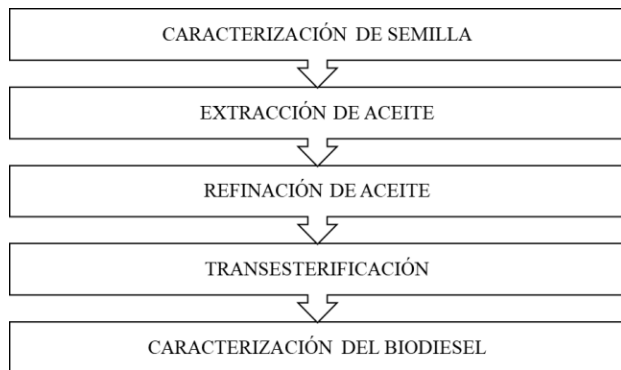 CARACTERIZACIÓN DE SEMILLA
EXTRACCIÓN DE ACEITE
REFINACIÓN DE ACEITE
TRANSESTERIFICACIÓN
CARACTERIZACIÓN DEL BIODIESEL